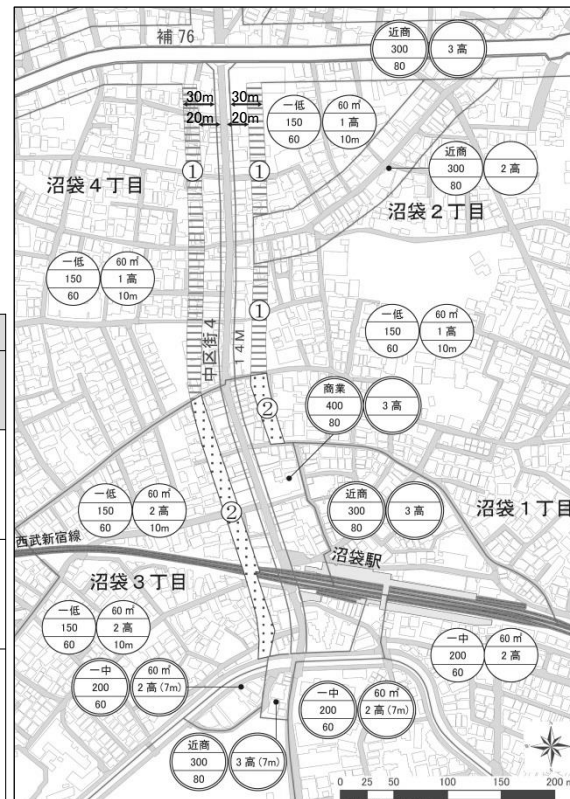 補76
近商
300
80
3高
30m 30m
20m 20m
①
①
一低
150
60
60㎡
1高
10m
近商
300
80
2高
沼袋4丁目
沼袋2丁目
一低
150
60
60㎡
1高
10m
①
中区街4
14M
一低
150
60
60㎡
1高
10m
商業
400
80
3高
②
一低
150
60
60㎡
2高
10m
②
近商
300
80
3高
沼袋1丁目
西武新宿線
沼袋駅
沼袋3丁目
一低
150
60
60㎡
2高
10m
一中
200
60
60㎡
2高
一中
200
60
60㎡
2高(7m)
一中
200
60
60㎡
2高(7m)
近商
300
80
3高(7m)
0 25 50 100 150 200 m